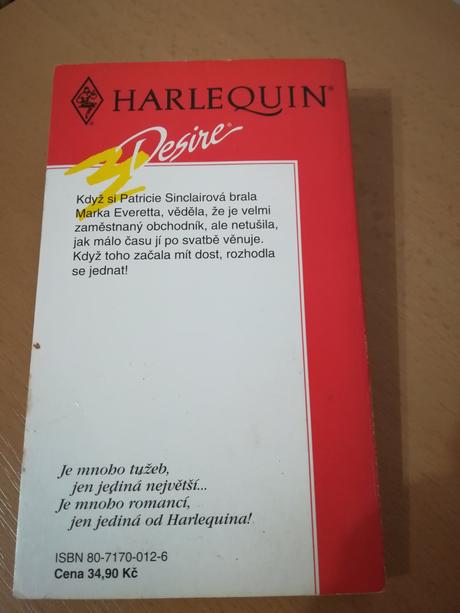 HARLEQUIN®
Desire®
Když si Patricie Sinclairová brala
Marka Everetta, věděla, že je velmi
zaměstnaný obchodník, ale netušila,
jak málo času jí po svatbě věnuje.
Když toho začala mít dost, rozhodla
se jednat!
Je mnoho tužeb,
jen jediná největší...
Je mnoho romancí,
jen jediná od Harlequina!
ISBN 80-7170-012-6
Cena 34,90 Kč